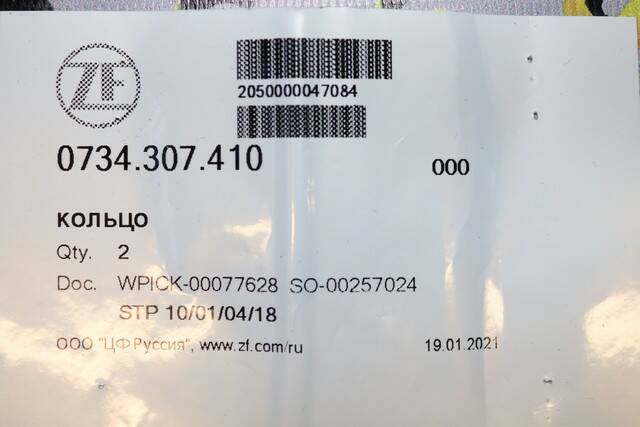 ZF
2050000047084
0734.307.410 000
кольцо
Qty. 2
Doc. WPICK-00077628 SO-00257024
STP 10/01/04/18
ООО "ЦФ Руссия", www.zf.com/ru 19.01.2021